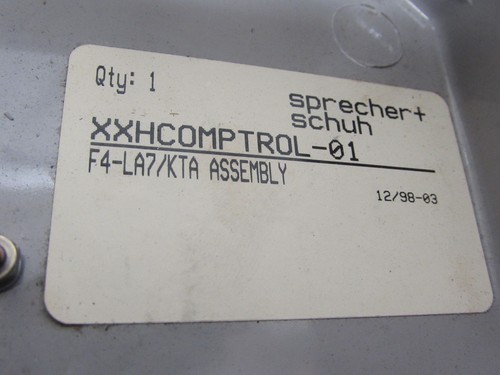 Qty: 1
sprecher+
schuh
XXHCOMPTROL-01
F4-LA7/KTA ASSEMBLY
12/98-03